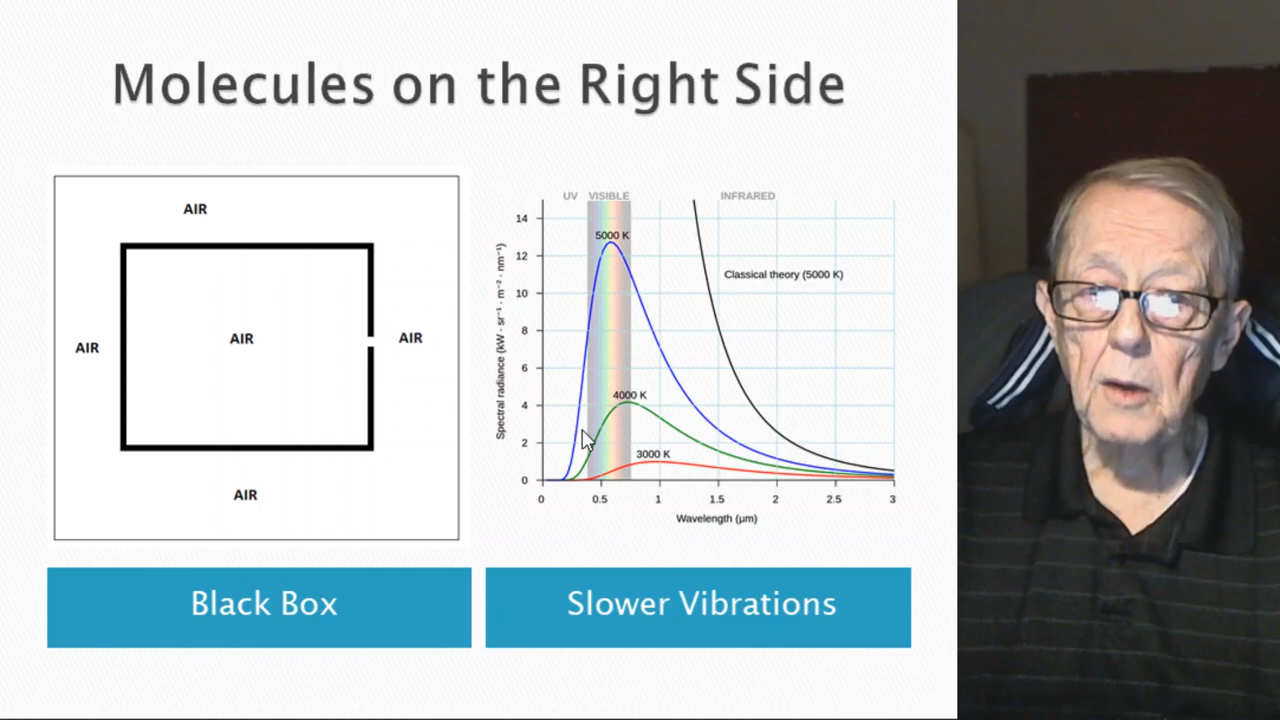 Molecules on the Right Side
AIR
AIR
AIR
AIR
AIR
Black Box
UV VISIBLE INFRARED
14
12
10
8
6
4
2
0
5000 K
Classical theory (5000 K)
4000 K
3000 K
Spectral radiance (kW · sr⁻¹ · m⁻² · nm⁻¹)
0 0.5 1 1.5 2 2.5 3
Wavelength (μm)
Slower Vibrations